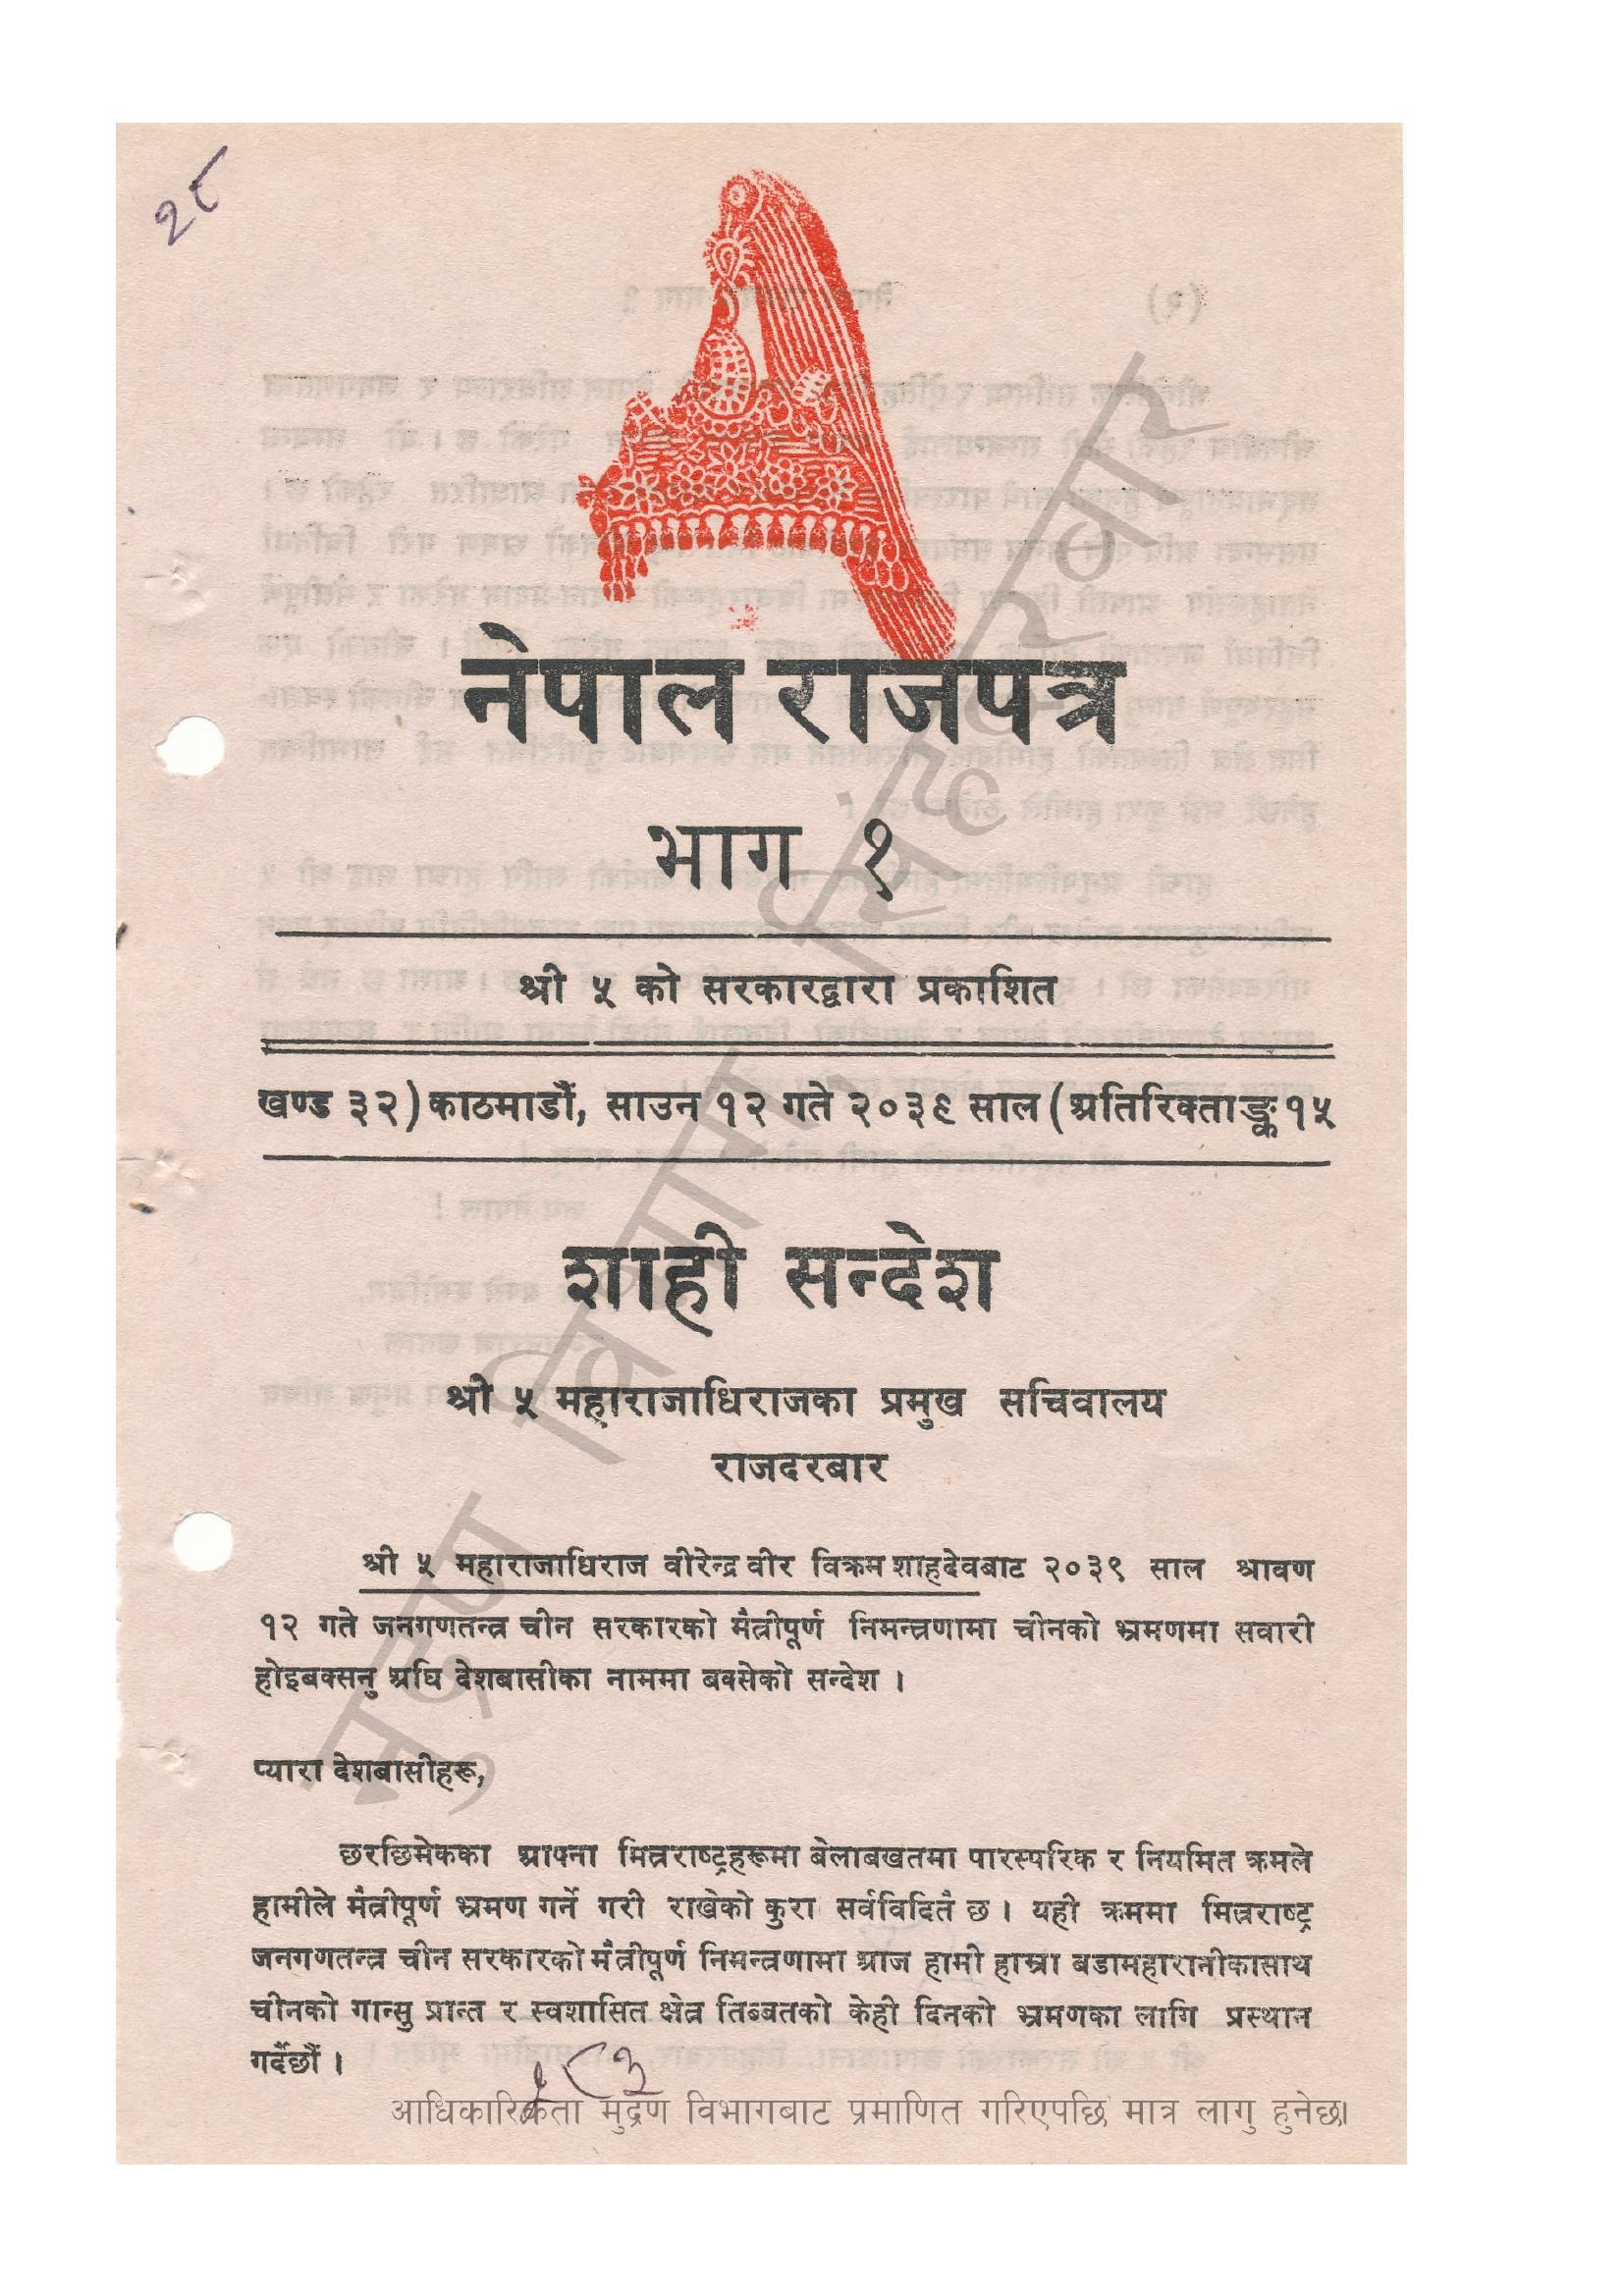 २८
नेपाल राजपत्र
भाग १
श्री ५ को सरकारद्वारा प्रकाशित
खण्ड ३२) काठमाडौं, साउन १२ गते २०३९ साल (अतिरिक्ताङ्क १५
शाही सन्देश
श्री ५ महाराजाधिराजका प्रमुख सचिवालय
राजदरबार
श्री ५ महाराजाधिराज वीरेन्द्र वीर विक्रम शाहदेवबाट २०३९ साल श्रावण
१२ गते जनगणतन्त्र चीन सरकारको मैत्रीपूर्ण निमन्त्रणामा चीनको भ्रमणमा सवारी
होइबक्सनु अघि देशबासीका नाममा बक्सेको सन्देश ।
प्यारा देशबासीहरू,
छरछिमेकका आपना मित्रराष्ट्रहरूमा बेलाबखतमा पारस्परिक र नियमित क्रमले
हामीले मैत्रीपूर्ण भ्रमण गर्ने गरी राखेको कुरा सर्वविदितै छ । यही क्रममा मित्रराष्ट्र
जनगणतन्त्र चीन सरकारको मैत्रीपूर्ण निमन्त्रणामा आज हामी हाम्रा बडामहारानीकासाथ
चीनको गान्सु प्रान्त र स्वशासित क्षेत्र तिब्बतको केही दिनको भ्रमणका लागि प्रस्थान
गर्दैछौं ।
आधिकारिकता मुद्रण विभागबाट प्रमाणित गरिएपछि मात्र लागु हुनेछ।
मुद्रण विभाग, सिंहदरबार